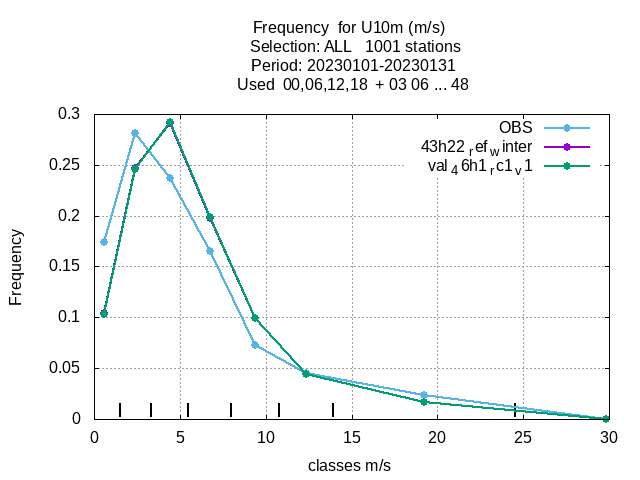 Frequency for U10m (m/s)
Selection: ALL 1001 stations
Period: 20230101-20230131
Used 00,06,12,18 + 03 06 ... 48
0.3
0.25
0.2
0.15
0.1
0.05
0
Frequency
OBS
43h22refwinter
val46h1rc1v1
0 5 10 15 20 25 30
classes m/s